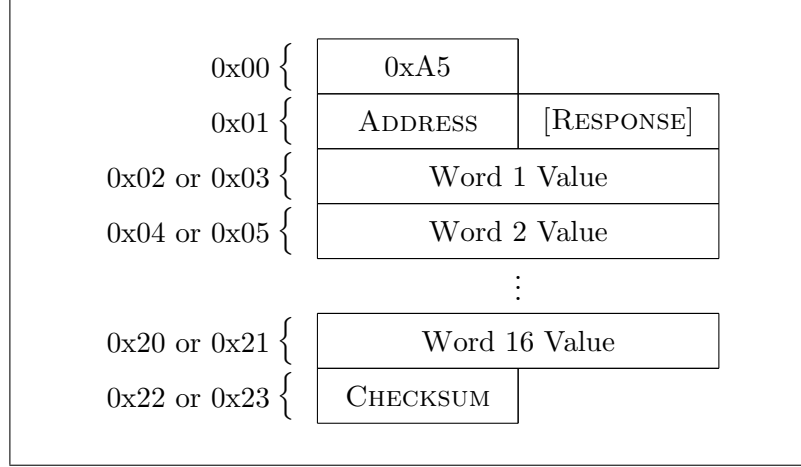 0x00 { 0xA5
0x01 { ADDRESS [RESPONSE]
0x02 or 0x03 { Word 1 Value
0x04 or 0x05 { Word 2 Value
⋮
0x20 or 0x21 { Word 16 Value
0x22 or 0x23 { CHECKSUM